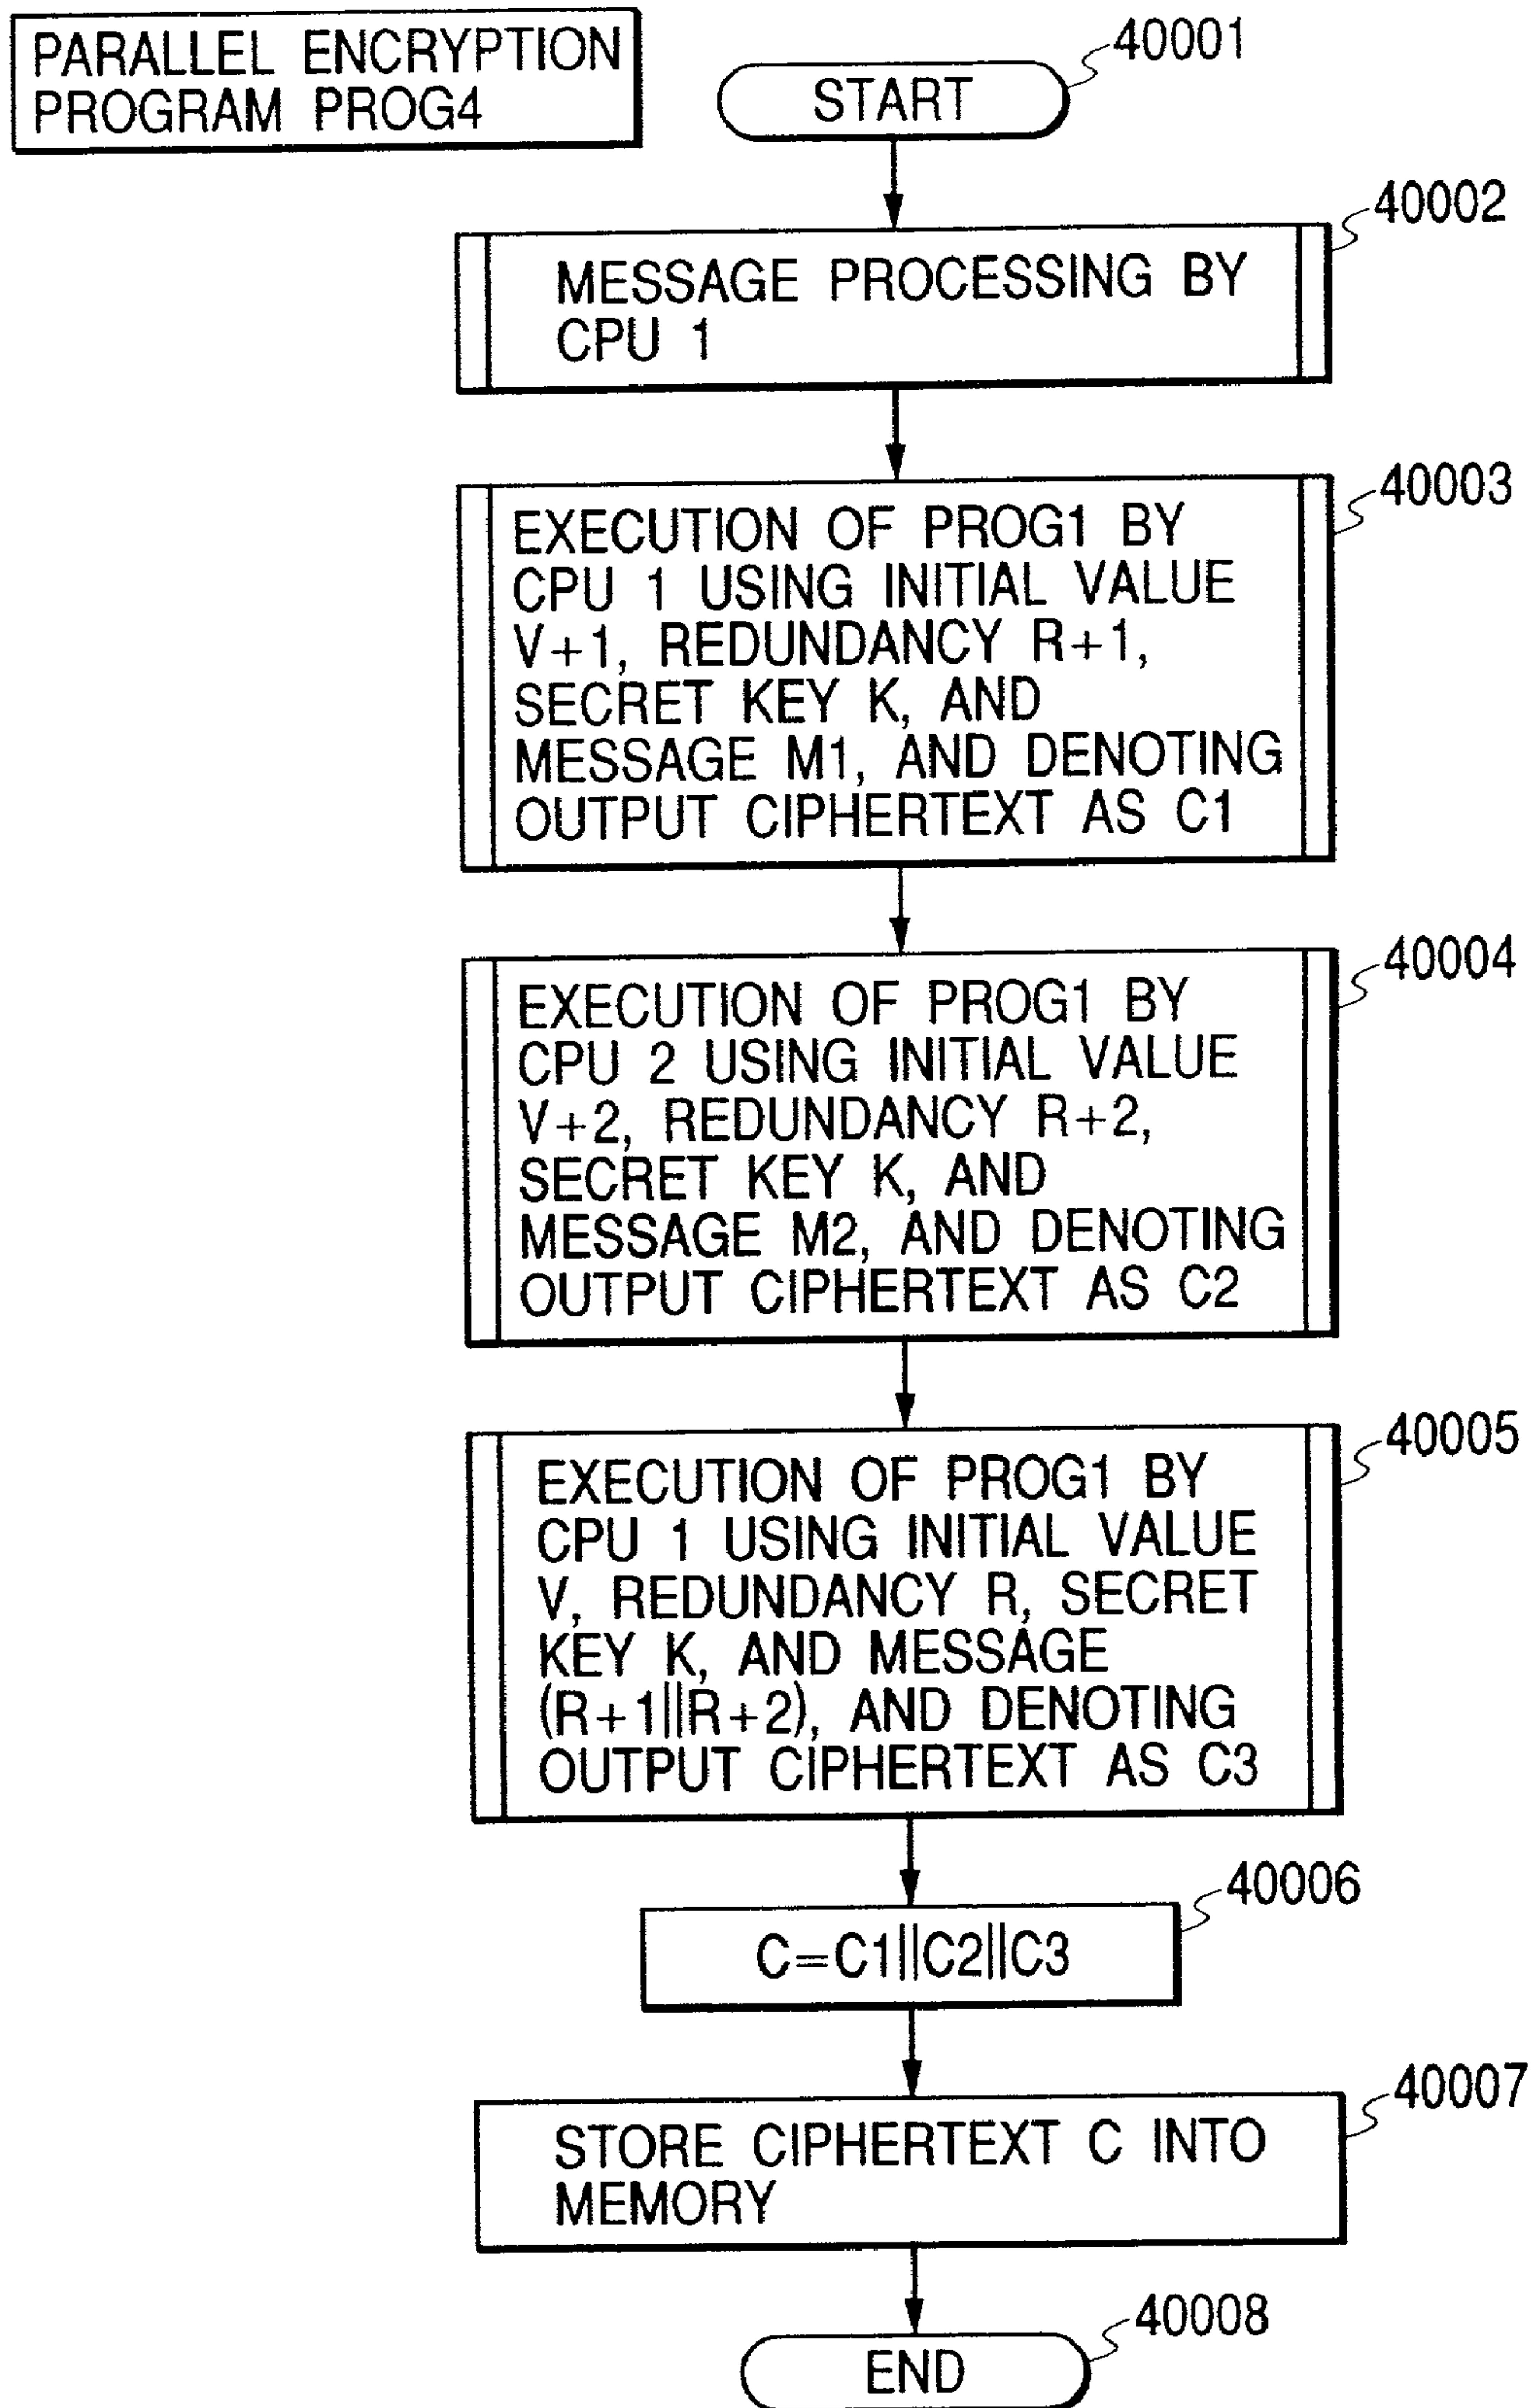 PARALLEL ENCRYPTION
PROGRAM PROG4
START
40001
MESSAGE PROCESSING BY
CPU 1
40002
EXECUTION OF PROG1 BY
CPU 1 USING INITIAL VALUE
V+1, REDUNDANCY R+1,
SECRET KEY K, AND
MESSAGE M1, AND DENOTING
OUTPUT CIPHERTEXT AS C1
40003
EXECUTION OF PROG1 BY
CPU 2 USING INITIAL VALUE
V+2, REDUNDANCY R+2,
SECRET KEY K, AND
MESSAGE M2, AND DENOTING
OUTPUT CIPHERTEXT AS C2
40004
EXECUTION OF PROG1 BY
CPU 1 USING INITIAL VALUE
V, REDUNDANCY R, SECRET
KEY K, AND MESSAGE
(R+1||R+2), AND DENOTING
OUTPUT CIPHERTEXT AS C3
40005
C=C1||C2||C3
40006
STORE CIPHERTEXT C INTO
MEMORY
40007
END
40008